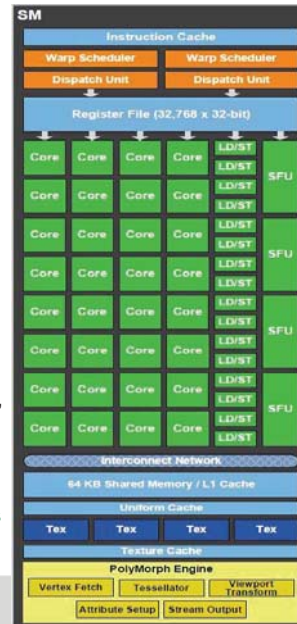 SM
Instruction Cache
Warp Scheduler Warp Scheduler
Dispatch Unit Dispatch Unit
Register File (32,768 x 32-bit)
Core Core Core Core LD/ST
LD/ST
SFU
Core Core Core Core LD/ST
LD/ST
Core Core Core Core LD/ST
LD/ST
SFU
Core Core Core Core LD/ST
LD/ST
Core Core Core Core LD/ST
LD/ST
SFU
Core Core Core Core LD/ST
LD/ST
Core Core Core Core LD/ST
LD/ST
SFU
Core Core Core Core LD/ST
LD/ST
Interconnect Network
64 KB Shared Memory / L1 Cache
Uniform Cache
Tex Tex Tex Tex
Texture Cache
PolyMorph Engine
Vertex Fetch Tessellator Viewport Transform
Attribute Setup Stream Output